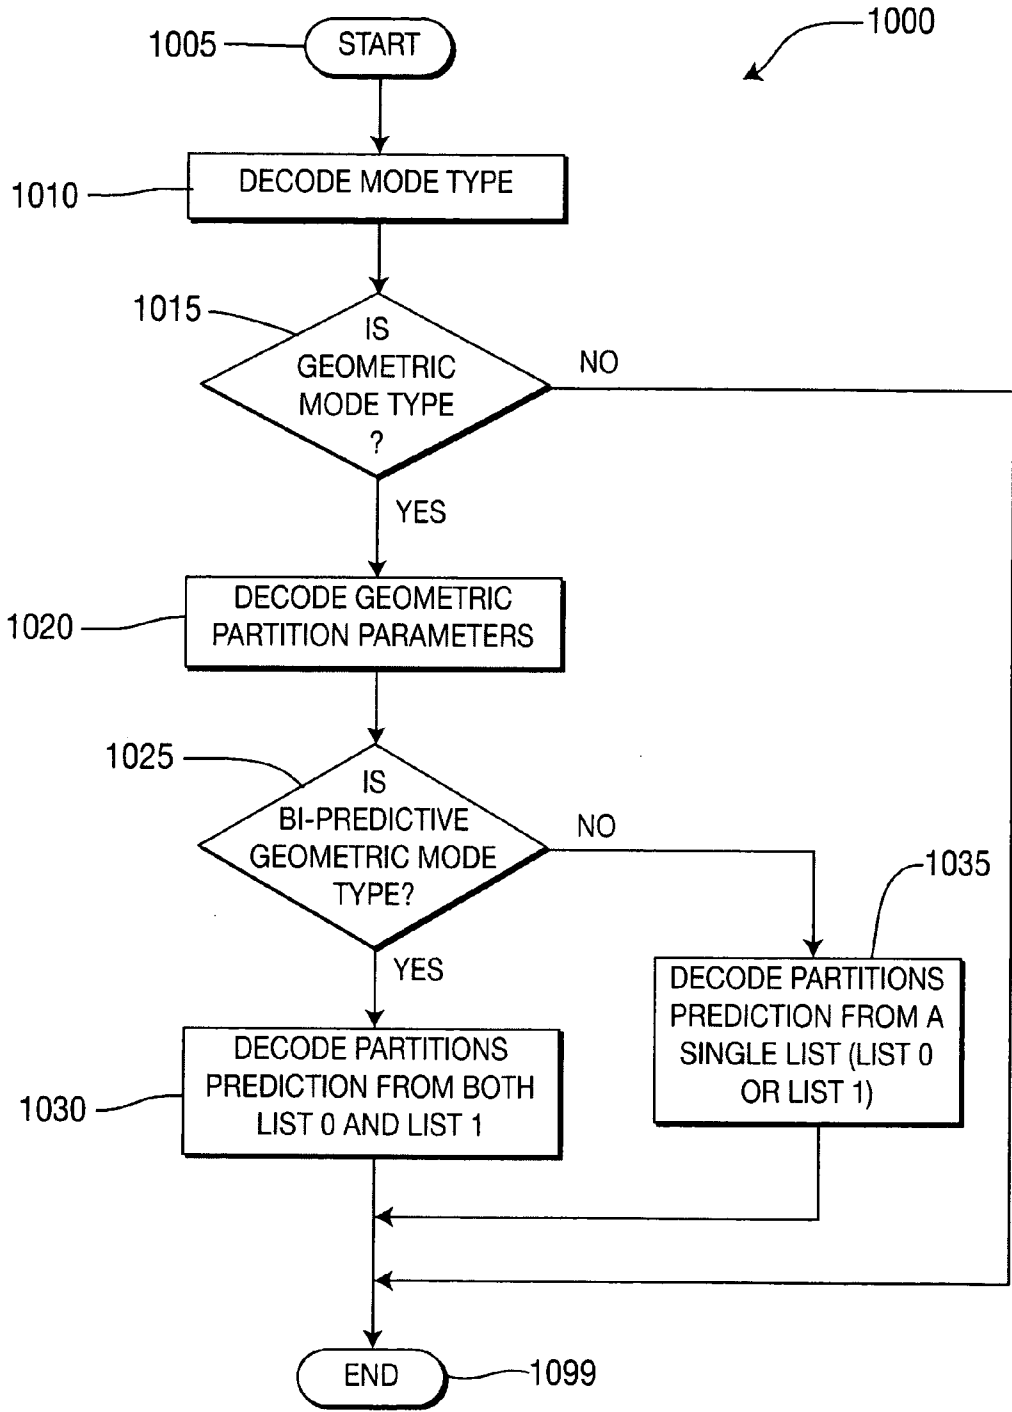 1000
1005
START
1010
DECODE MODE TYPE
1015
IS
GEOMETRIC
MODE TYPE
?
NO
YES
1020
DECODE GEOMETRIC
PARTITION PARAMETERS
1025
IS
BI-PREDICTIVE
GEOMETRIC MODE
TYPE?
NO
YES
1035
DECODE PARTITIONS
PREDICTION FROM A
SINGLE LIST (LIST 0
OR LIST 1)
1030
DECODE PARTITIONS
PREDICTION FROM BOTH
LIST 0 AND LIST 1
END
1099